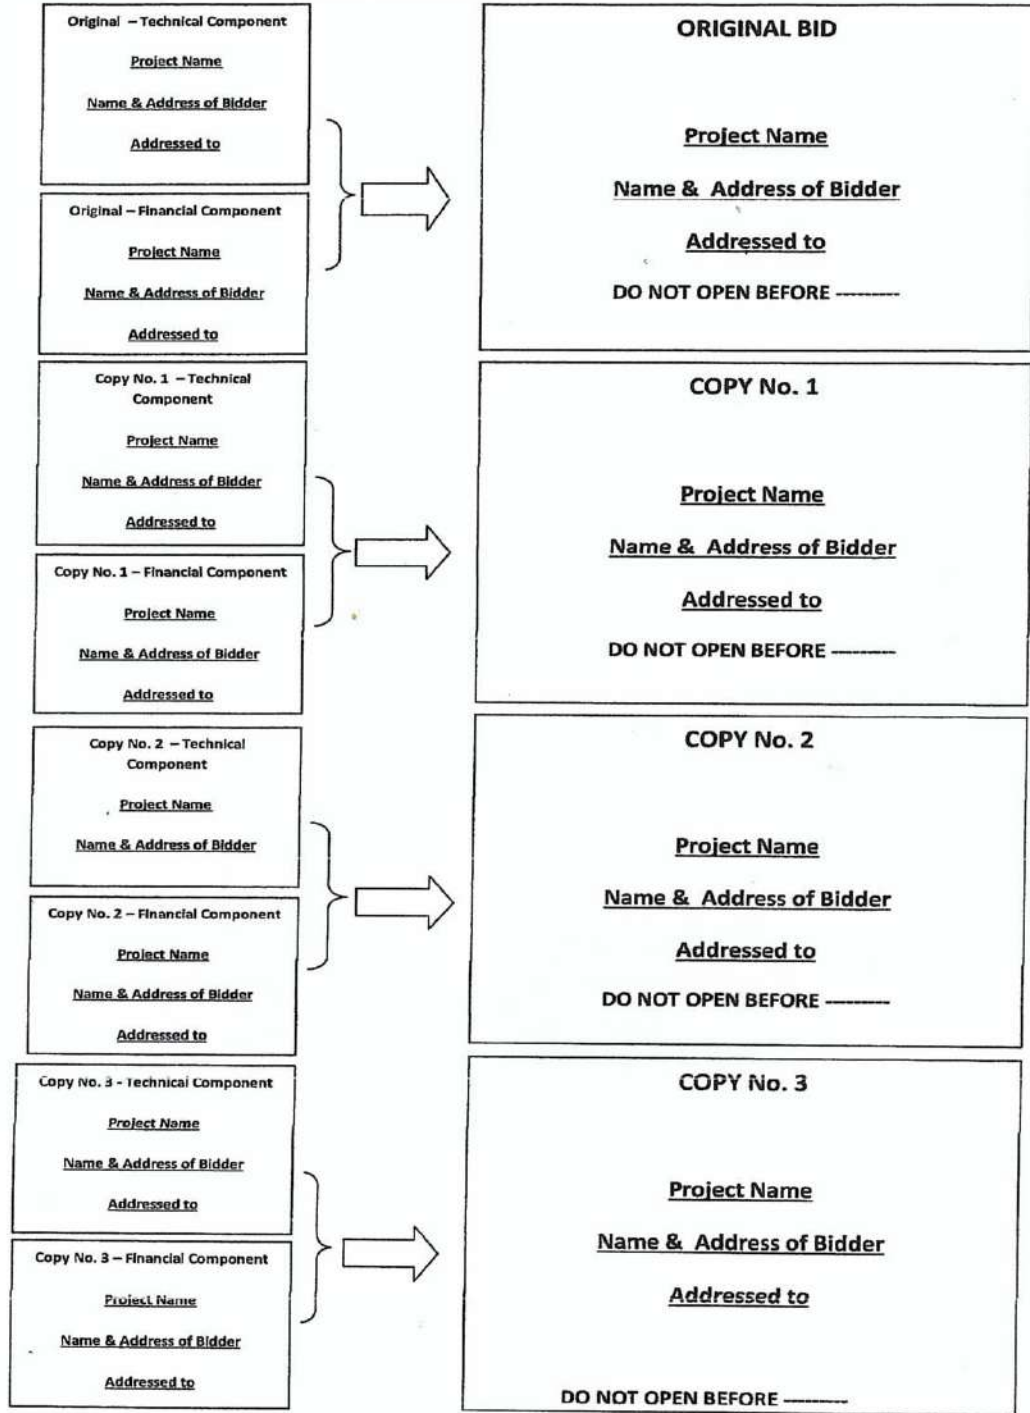 Original – Technical Component
Project Name
Name & Address of Bidder
Addressed to
Original – Financial Component
Project Name
Name & Address of Bidder
Addressed to
ORIGINAL BID
Project Name
Name & Address of Bidder
Addressed to
DO NOT OPEN BEFORE ---------
Copy No. 1 – Technical
Component
Project Name
Name & Address of Bidder
Addressed to
Copy No. 1 – Financial Component
Project Name
Name & Address of Bidder
Addressed to
COPY No. 1
Project Name
Name & Address of Bidder
Addressed to
DO NOT OPEN BEFORE ---------
Copy No. 2 – Technical
Component
Project Name
Name & Address of Bidder
Copy No. 2 – Financial Component
Project Name
Name & Address of Bidder
Addressed to
COPY No. 2
Project Name
Name & Address of Bidder
Addressed to
DO NOT OPEN BEFORE ---------
Copy No. 3 - Technical Component
Project Name
Name & Address of Bidder
Addressed to
Copy No. 3 – Financial Component
Project Name
Name & Address of Bidder
Addressed to
COPY No. 3
Project Name
Name & Address of Bidder
Addressed to
DO NOT OPEN BEFORE ---------